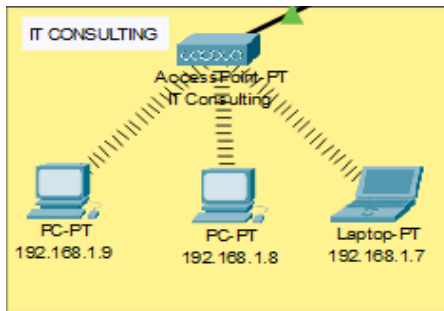 IT CONSULTING
AccessPoint-PT
IT Consulting
PC-PT
192.168.1.9
PC-PT
192.168.1.8
Laptop-PT
192.168.1.7